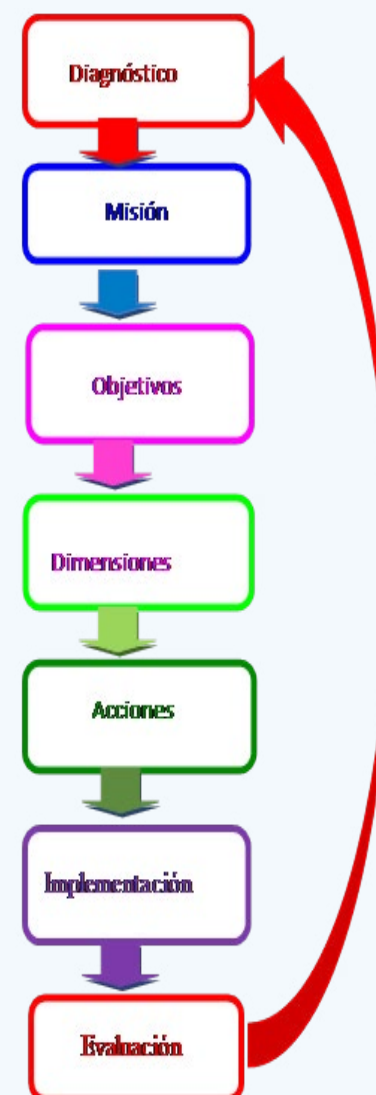 Diagnóstico
Misión
Objetivos
Dimensiones
Acciones
Implementación
Evaluación